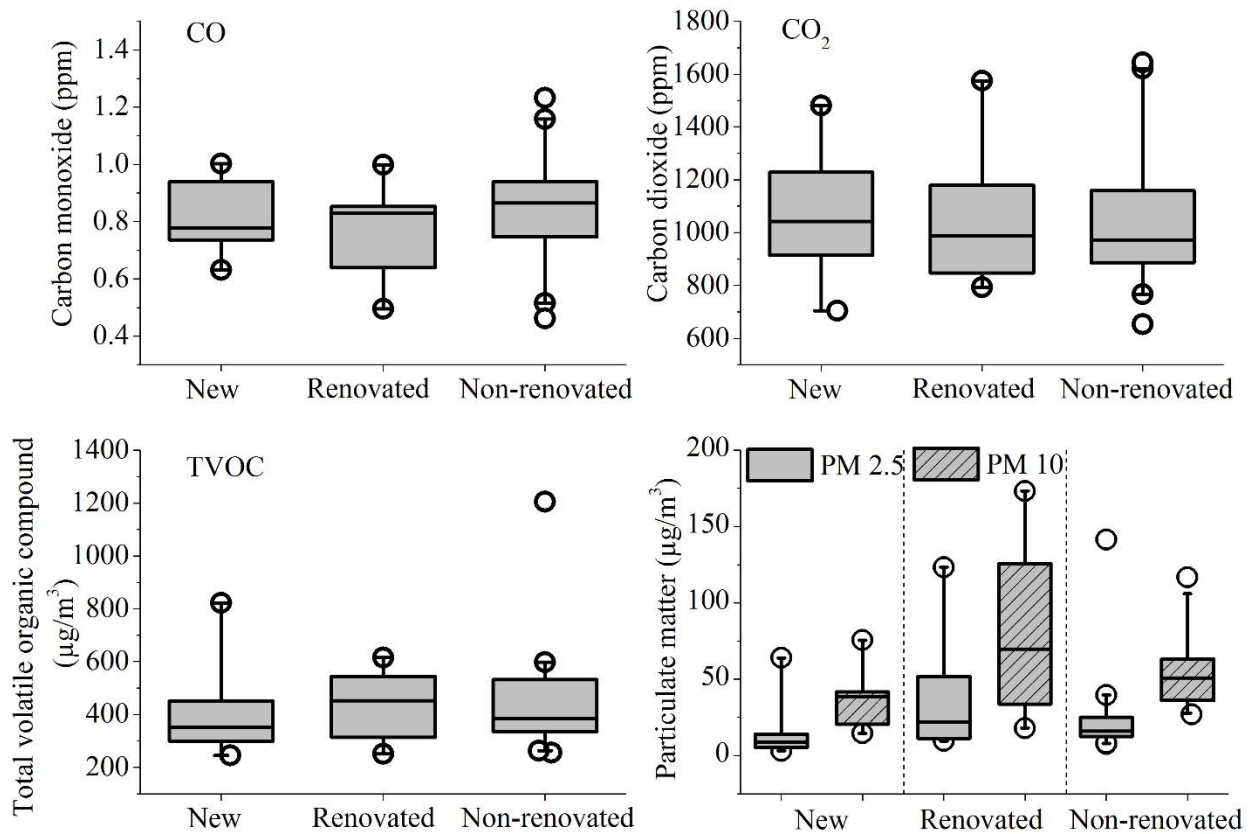 CO
Carbon monoxide (ppm)
1.4
1.2
1.0
0.8
0.6
0.4
New Renovated Non-renovated
CO₂
Carbon dioxide (ppm)
1800
1600
1400
1200
1000
800
600
New Renovated Non-renovated
TVOC
Total volatile organic compound
(μg/m³)
1400
1200
1000
800
600
400
200
New Renovated Non-renovated
PM 2.5 PM 10
Particulate matter (μg/m³)
200
150
100
50
0
New Renovated Non-renovated